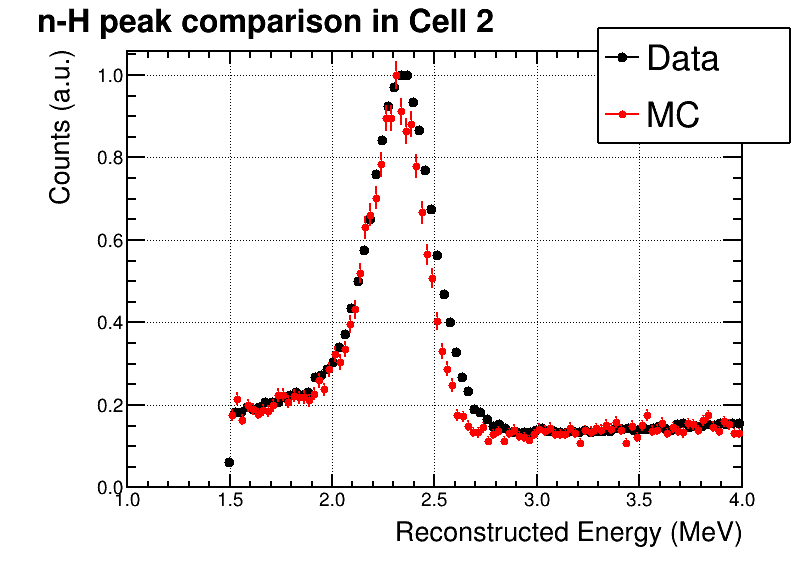 n-H peak comparison in Cell 2
Data
MC
Counts (a.u.)
1.0
0.8
0.6
0.4
0.2
0.0
1.0 1.5 2.0 2.5 3.0 3.5 4.0
Reconstructed Energy (MeV)